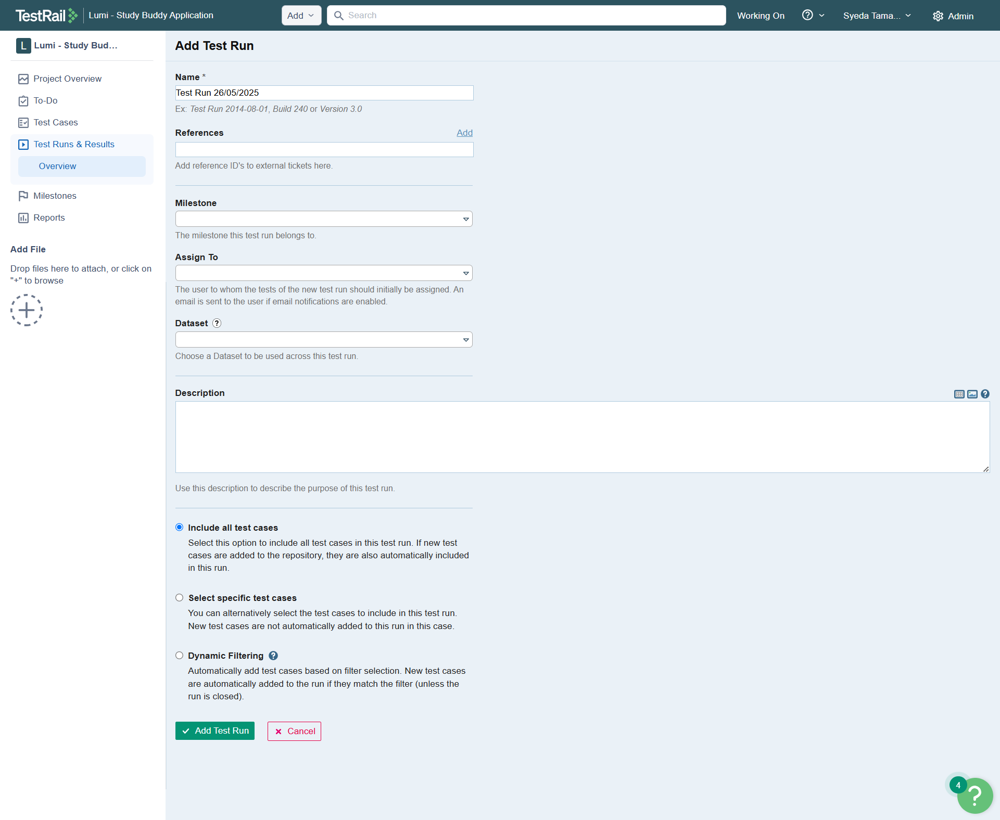 TestRail
Lumi - Study Buddy Application
Add
Search
Working On
Syeda Tama...
Admin
L Lumi - Study Bud...
Project Overview
To-Do
Test Cases
Test Runs & Results
Overview
Milestones
Reports
Add File
Drop files here to attach, or click on
"+" to browse
Add Test Run
Name *
Test Run 26/05/2025
Ex: Test Run 2014-08-01, Build 240 or Version 3.0
References Add
Add reference ID's to external tickets here.
Milestone
The milestone this test run belongs to.
Assign To
The user to whom the tests of the new test run should initially be assigned. An
email is sent to the user if email notifications are enabled.
Dataset ?
Choose a Dataset to be used across this test run.
Description ?
Use this description to describe the purpose of this test run.
Include all test cases
Select this option to include all test cases in this test run. If new test
cases are added to the repository, they are also automatically included
in this run.
Select specific test cases
You can alternatively select the test cases to include in this test run.
New test cases are not automatically added to this run in this case.
Dynamic Filtering ?
Automatically add test cases based on filter selection. New test cases
are automatically added to the run if they match the filter (unless the
run is closed).
Add Test Run
Cancel
4
?